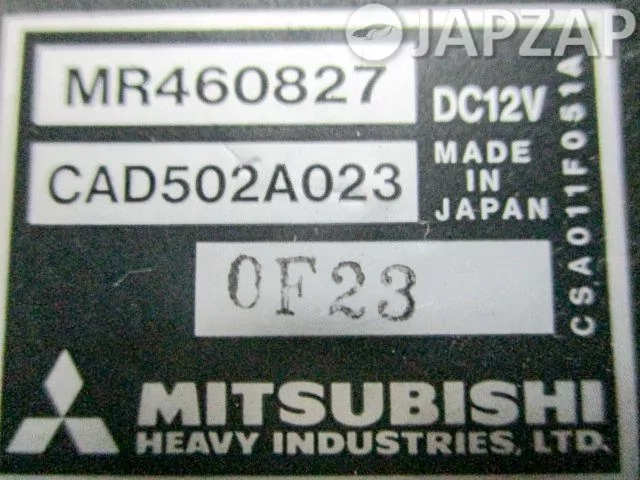 JAPZAP
MR460827
DC12V
CAD502A023
MADE
IN
JAPAN
CSA011F051A
0F23
MITSUBISHI
HEAVY INDUSTRIES, LTD.